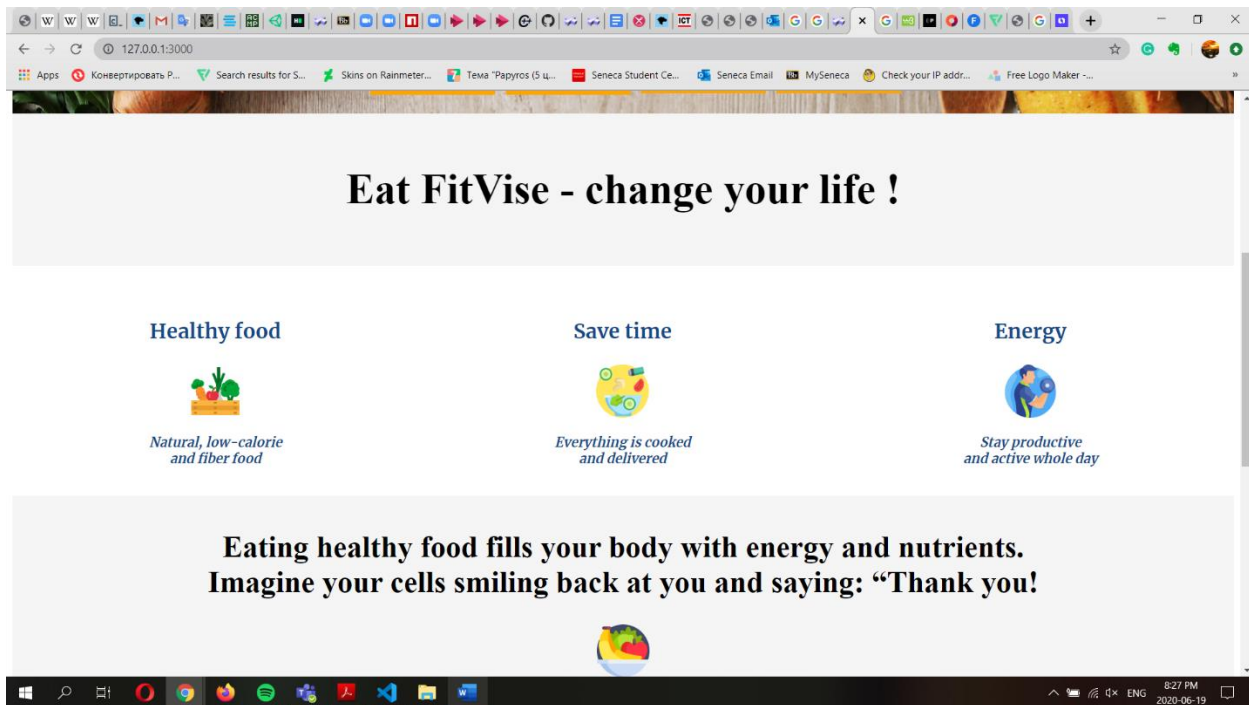 127.0.0.1:3000
Apps Конвертировать P... Search results for S... Skins on Rainmeter... Тема "Papyros (5 ц... Seneca Student Ce... Seneca Email MySeneca Check your IP addr... Free Logo Maker -... »
Eat FitVise - change your life !
Healthy food Save time Energy
Natural, low-calorie Everything is cooked Stay productive
and fiber food and delivered and active whole day
Eating healthy food fills your body with energy and nutrients.
Imagine your cells smiling back at you and saying: “Thank you!
ENG 8:27 PM
2020-06-19